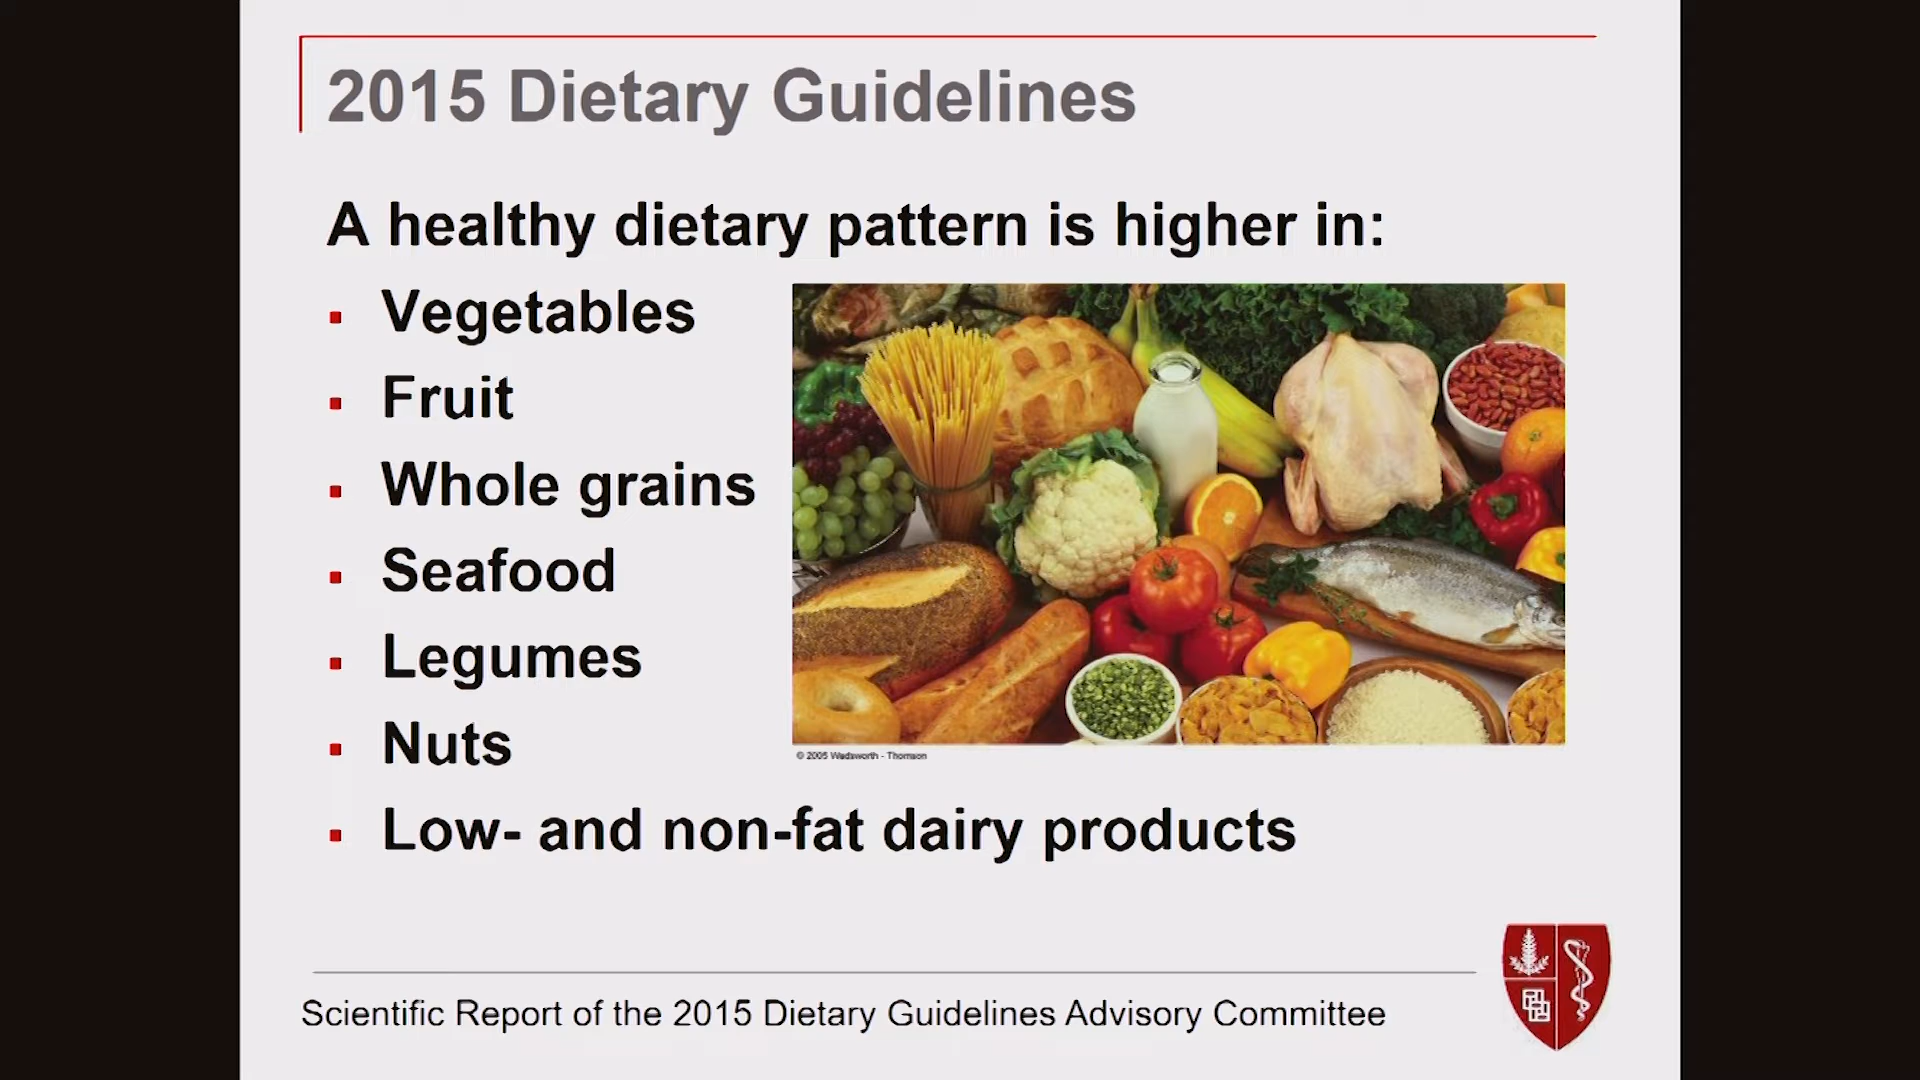 2015 Dietary Guidelines
A healthy dietary pattern is higher in:
Vegetables
Fruit
Whole grains
Seafood
Legumes
Nuts
Low- and non-fat dairy products
© 2005 Wadsworth - Thomson
Scientific Report of the 2015 Dietary Guidelines Advisory Committee